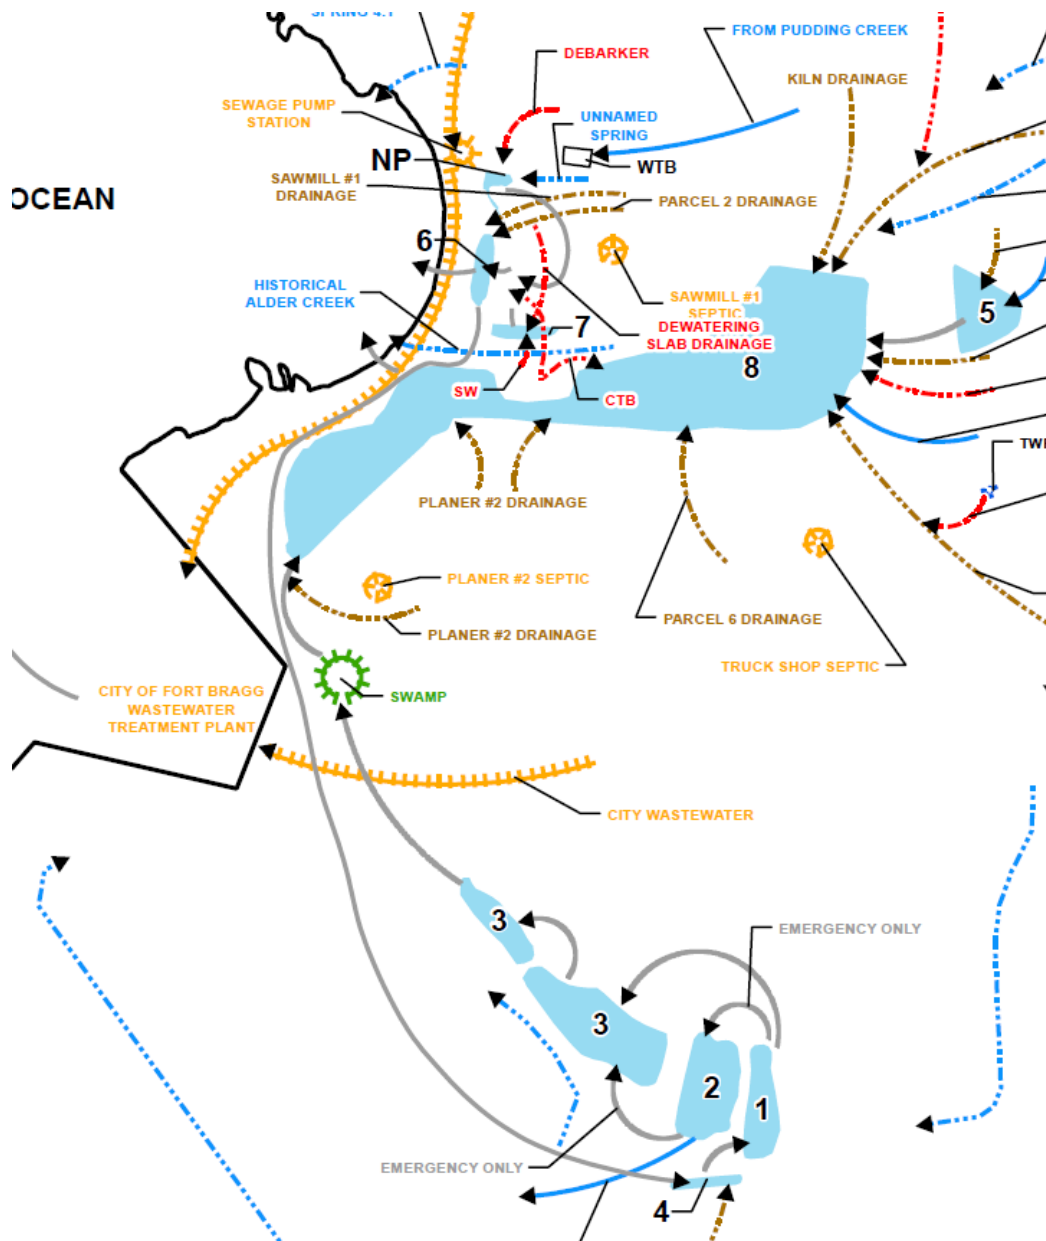 SPRING 4.1
DEBARKER
FROM PUDDING CREEK
KILN DRAINAGE
SEWAGE PUMP
STATION
UNNAMED
SPRING
NP
WTB
SAWMILL #1
DRAINAGE
OCEAN
PARCEL 2 DRAINAGE
6
HISTORICAL
ALDER CREEK
SAWMILL #1
SEPTIC
5
7
DEWATERING
SLAB DRAINAGE
8
SW
CTB
PLANER #2 DRAINAGE
PLANER #2 SEPTIC
PARCEL 6 DRAINAGE
PLANER #2 DRAINAGE
TRUCK SHOP SEPTIC
SWAMP
CITY OF FORT BRAGG
WASTEWATER
TREATMENT PLANT
CITY WASTEWATER
3
EMERGENCY ONLY
3
2
1
EMERGENCY ONLY
4